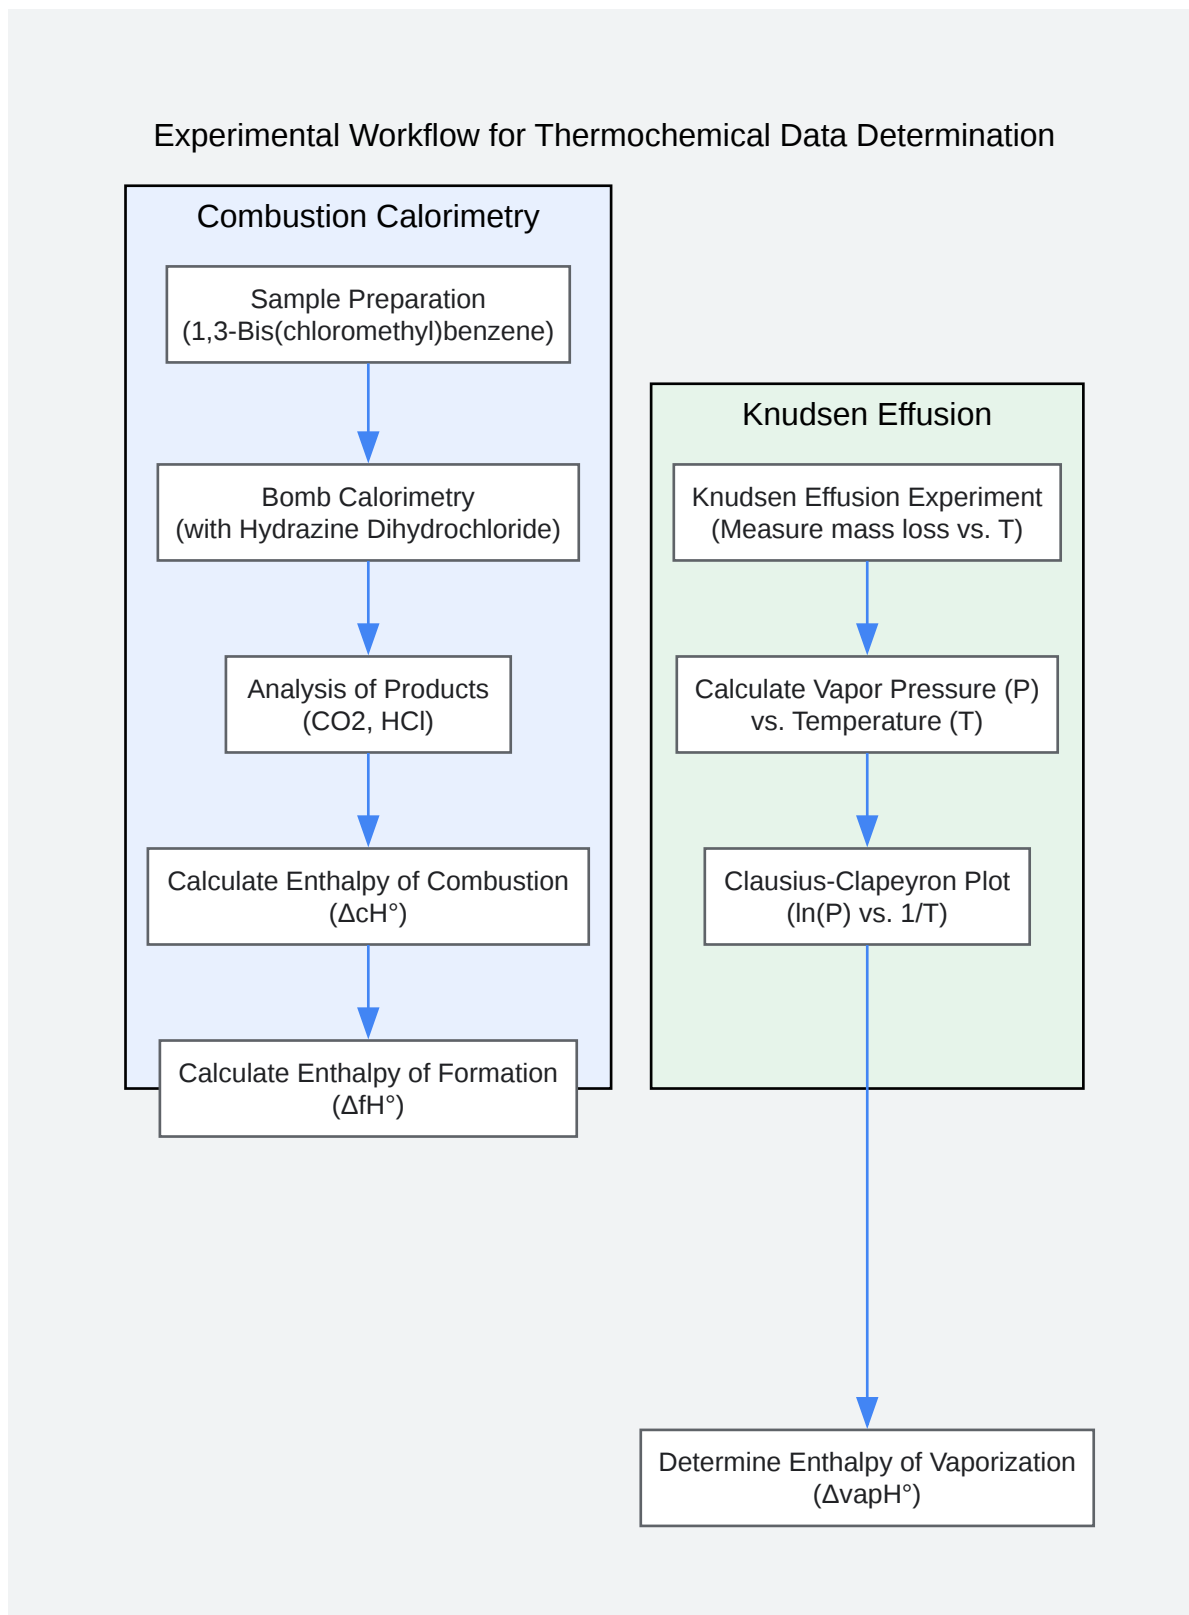 Experimental Workflow for Thermochemical Data Determination
Combustion Calorimetry
Sample Preparation
(1,3-Bis(chloromethyl)benzene)
Bomb Calorimetry
(with Hydrazine Dihydrochloride)
Analysis of Products
(CO2, HCl)
Calculate Enthalpy of Combustion
(ΔcH°)
Calculate Enthalpy of Formation
(ΔfH°)
Knudsen Effusion
Knudsen Effusion Experiment
(Measure mass loss vs. T)
Calculate Vapor Pressure (P)
vs. Temperature (T)
Clausius-Clapeyron Plot
(ln(P) vs. 1/T)
Determine Enthalpy of Vaporization
(ΔvapH°)